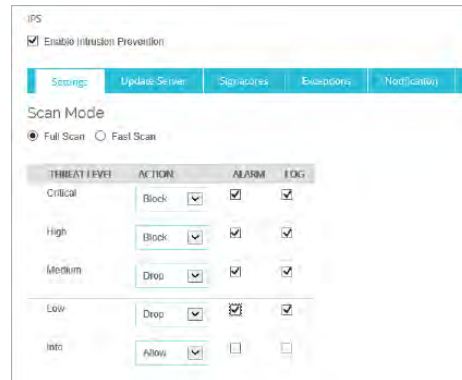 IPS
Enable Intrusion Prevention
Settings Update Server Signatures Exceptions Notification
Scan Mode
Full Scan Fast Scan
THREAT LEVEL ACTION ALARM LOG
Critical Block
High Block
Medium Drop
Low Drop
Info Allow